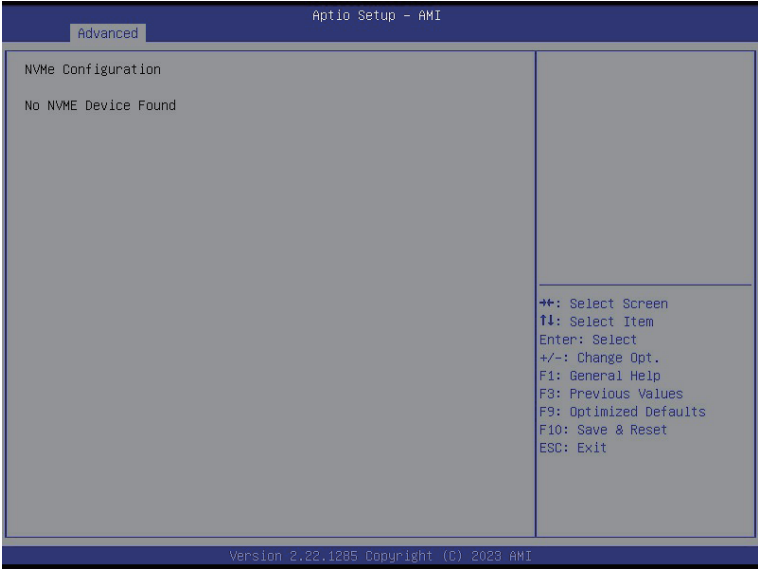 Aptio Setup – AMI
Advanced
NVMe Configuration
No NVME Device Found
→←: Select Screen
↑↓: Select Item
Enter: Select
+/-: Change Opt.
F1: General Help
F3: Previous Values
F9: Optimized Defaults
F10: Save & Reset
ESC: Exit
Version 2.22.1285 Copyright (C) 2023 AMI